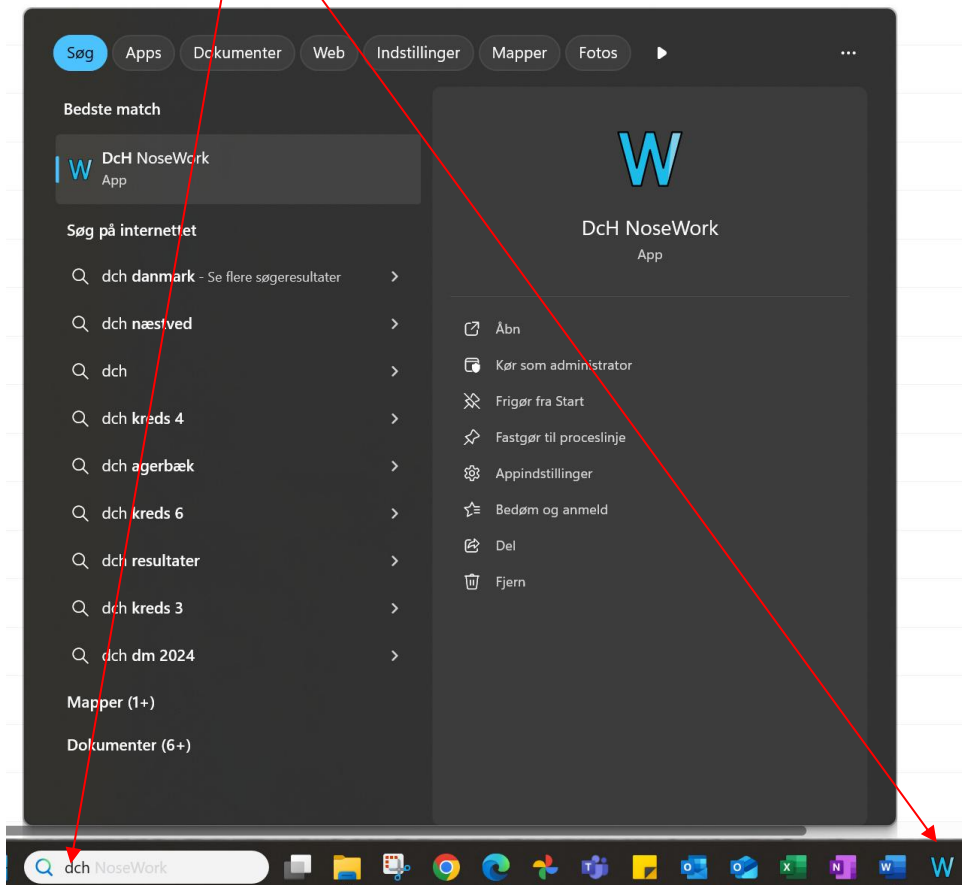 Søg Apps Dokumenter Web Indstillinger Mapper Fotos
Bedste match
DcH NoseWork
App
Søg på internettet
dch danmark - Se flere søgeresultater
dch næstved
dch
dch kreds 4
dch agerbæk
dch kreds 6
dch resultater
dch kreds 3
dch dm 2024
Mapper (1+)
Dokumenter (6+)
W
DcH NoseWork
App
Åbn
Kør som administrator
Frigør fra Start
Fastgør til proceslinje
Appindstillinger
Bedøm og anmeld
Del
Fjern
dch NoseWork